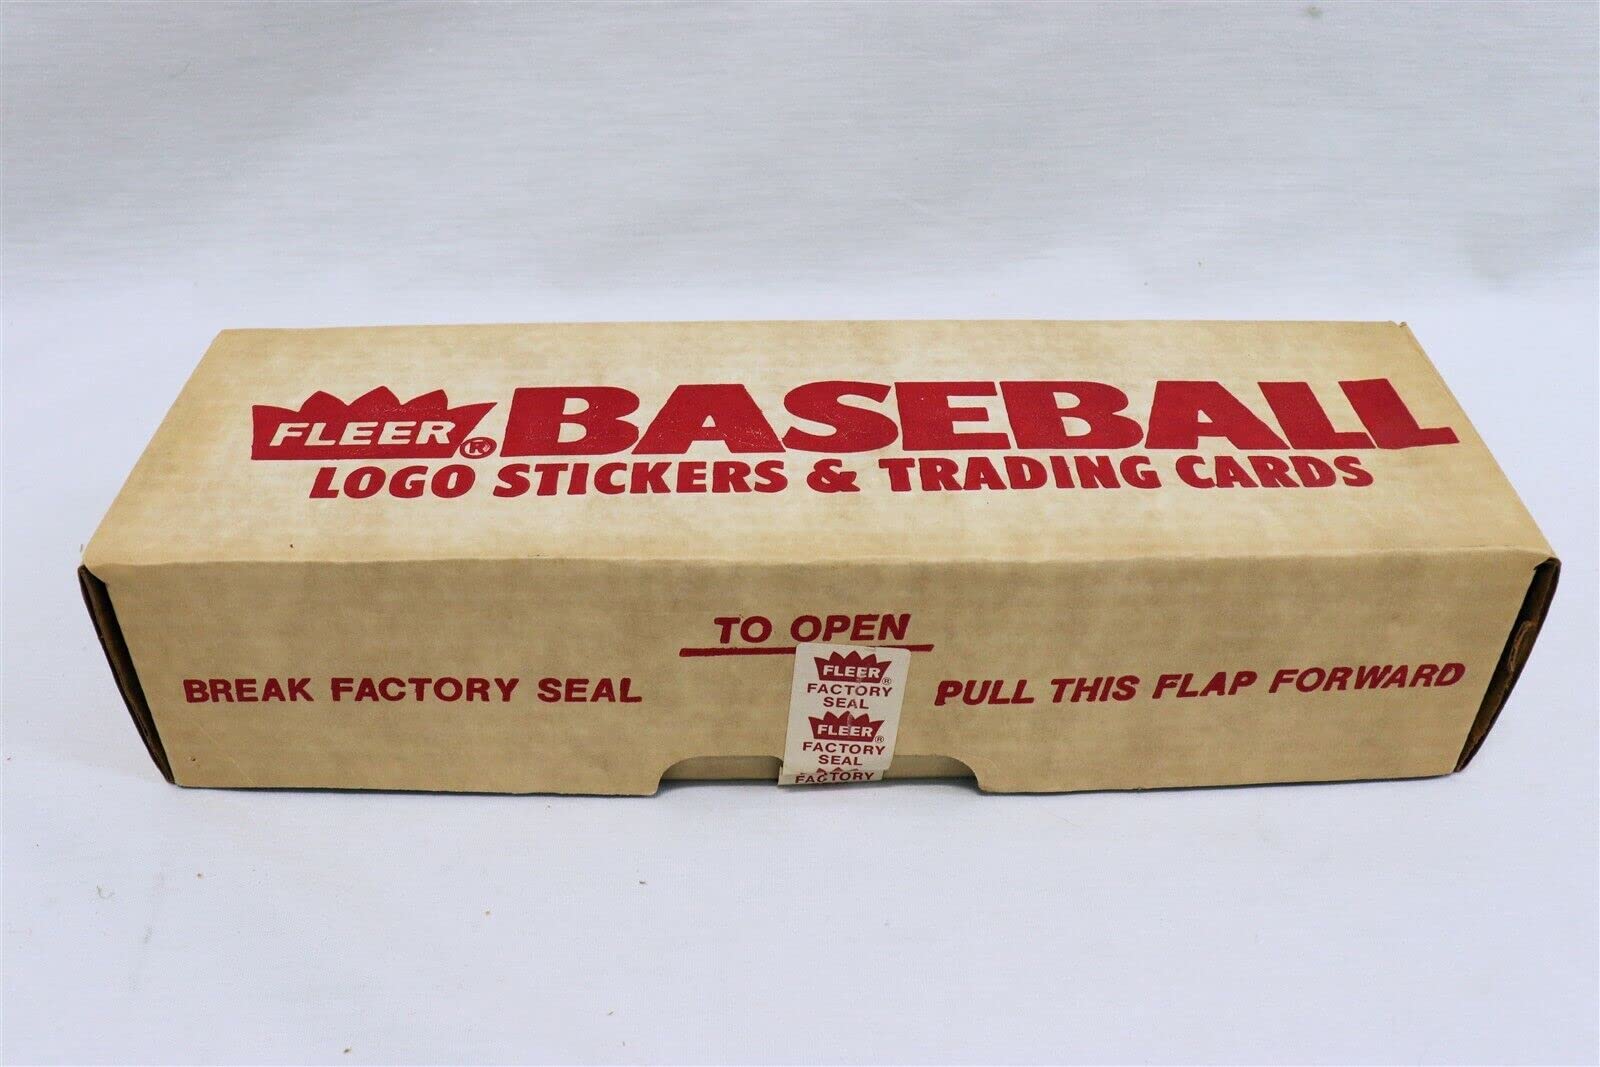 FLEER® BASEBALL
LOGO STICKERS & TRADING CARDS
TO OPEN
BREAK FACTORY SEAL
PULL THIS FLAP FORWARD
FLEER®
FACTORY
SEAL
FLEER®
FACTORY
SEAL
FACTORY